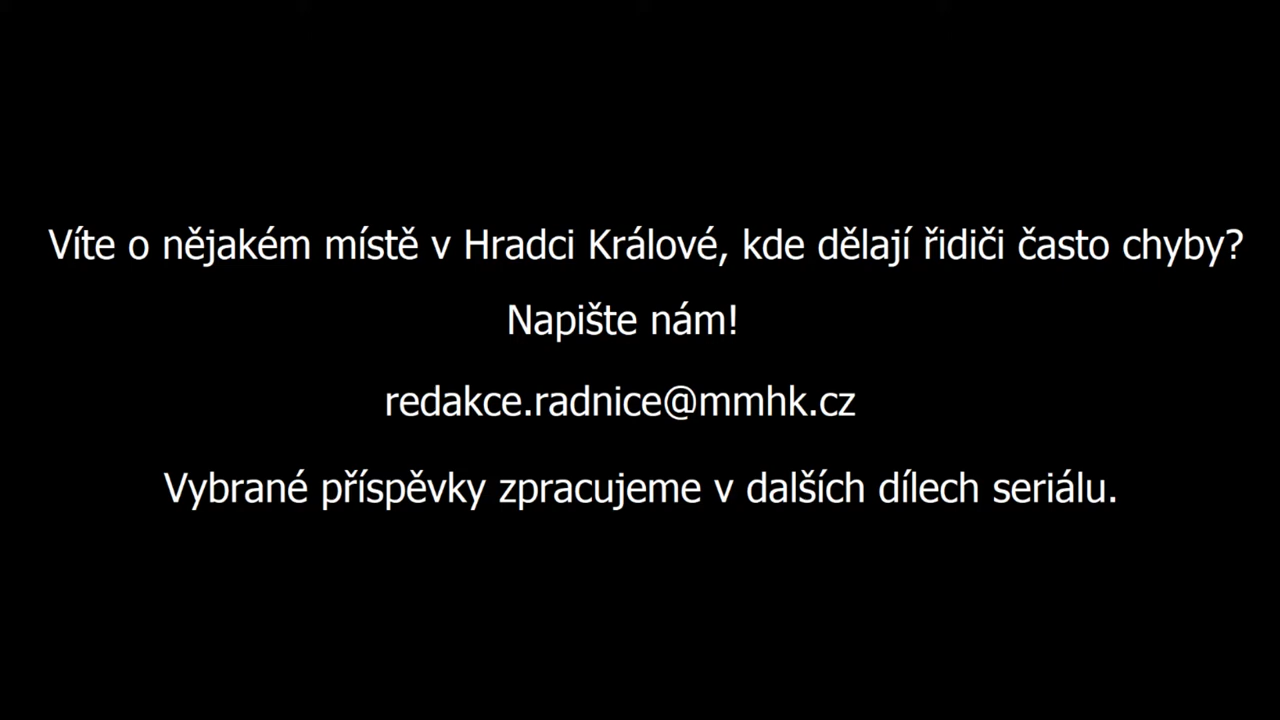 Víte o nějakém místě v Hradci Králové, kde dělají řidiči často chyby?
Napište nám!
redakce.radnice@mmhk.cz
Vybrané příspěvky zpracujeme v dalších dílech seriálu.